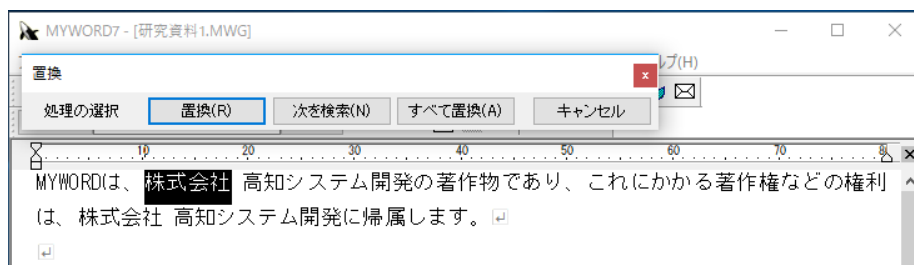 MYWORD7 - [研究資料1.MWG]
ルプ(H)
置換
処理の選択 置換(R) 次を検索(N) すべて置換(A) キャンセル
10 20 30 40 50 60 70 8
MYWORDは、株式会社 高知システム開発の著作物であり、これにかかる著作権などの権利
は、株式会社 高知システム開発に帰属します。